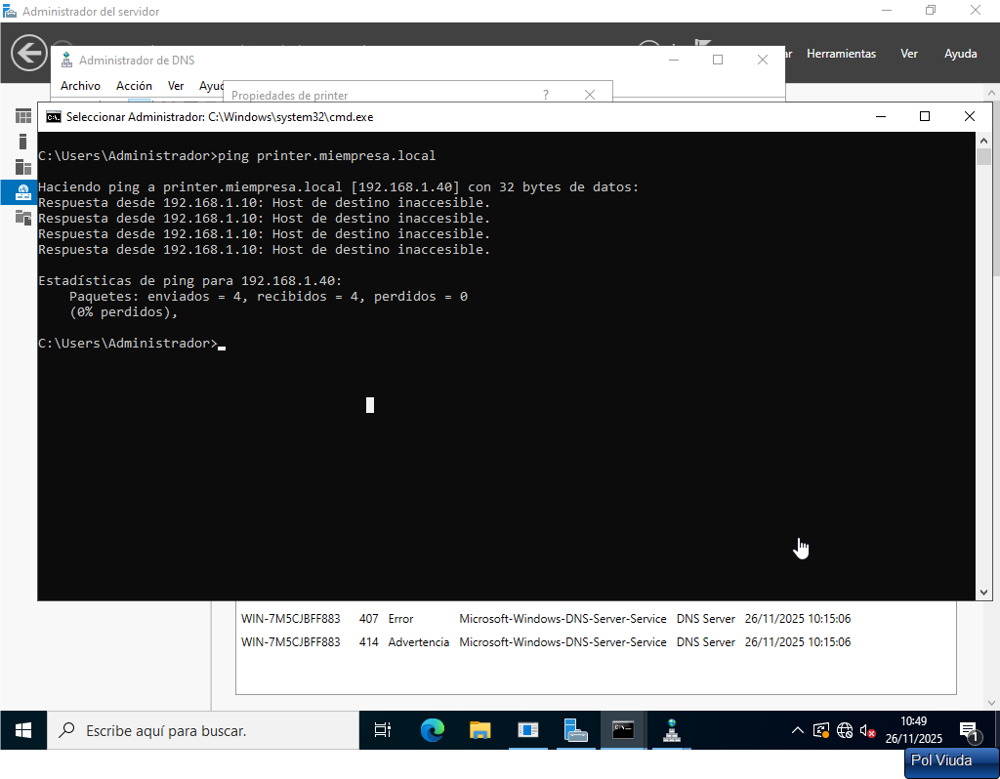 Administrador del servidor
Herramientas
Ver
Ayuda
Administrador de DNS
Archivo
Acción
Ver
Propiedades de printer
?
Seleccionar Administrador: C:\Windows\system32\cmd.exe
C:\Users\Administrador>ping printer.miempresa.local
Haciendo ping a printer.miempresa.local [192.168.1.40] con 32 bytes de datos:
Respuesta desde 192.168.1.10: Host de destino inaccesible.
Respuesta desde 192.168.1.10: Host de destino inaccesible.
Respuesta desde 192.168.1.10: Host de destino inaccesible.
Respuesta desde 192.168.1.10: Host de destino inaccesible.
Estadísticas de ping para 192.168.1.40:
Paquetes: enviados = 4, recibidos = 4, perdidos = 0
(0% perdidos),
C:\Users\Administrador>
WIN-7M5CJBFF883 407 Error Microsoft-Windows-DNS-Server-Service DNS Server 26/11/2025 10:15:06
WIN-7M5CJBFF883 414 Advertencia Microsoft-Windows-DNS-Server-Service DNS Server 26/11/2025 10:15:06
Escribe aquí para buscar.
10:49
26/11/2025
1
Pol Viuda